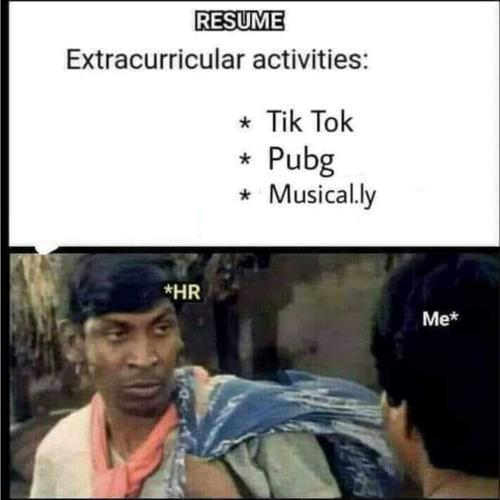 RESUME
Extracurricular activities:
* Tik Tok
* Pubg
* Musical.ly
*HR
Me*